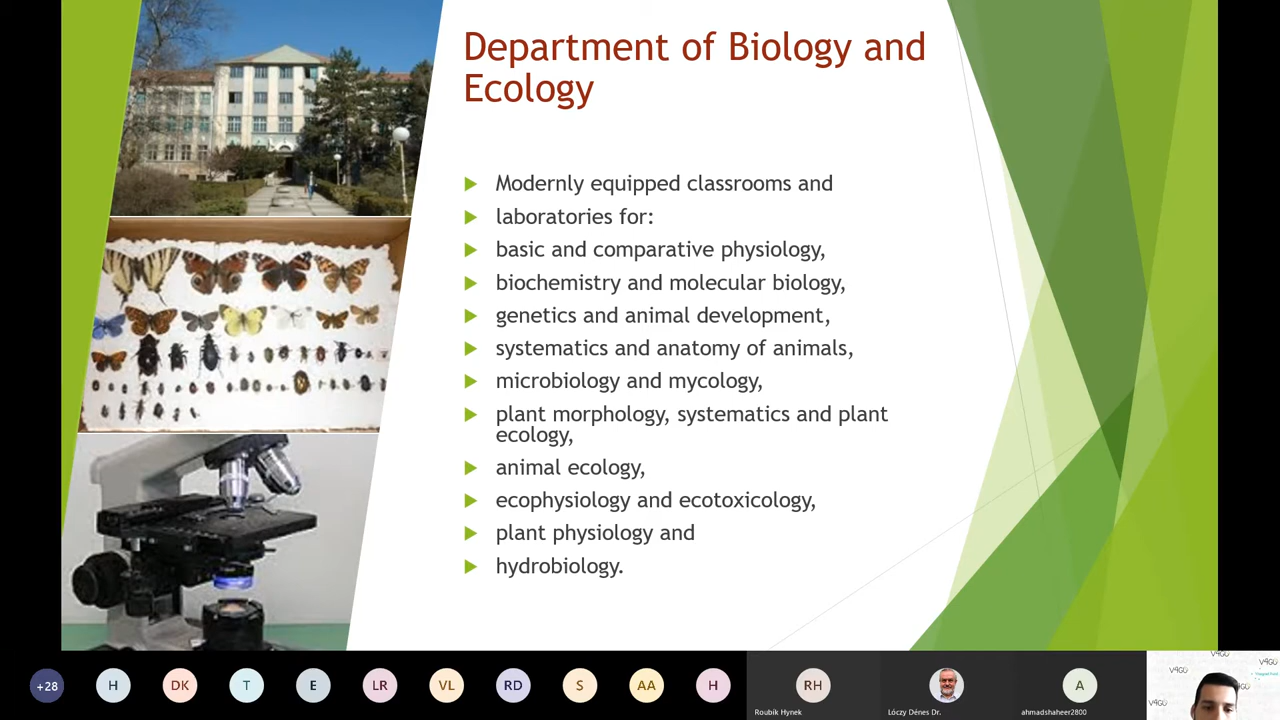 Department of Biology and
Ecology
Modernly equipped classrooms and
laboratories for:
basic and comparative physiology,
biochemistry and molecular biology,
genetics and animal development,
systematics and anatomy of animals,
microbiology and mycology,
plant morphology, systematics and plant
ecology,
animal ecology,
ecophysiology and ecotoxicology,
plant physiology and
hydrobiology.
+28
H
DK
T
E
LR
VL
RD
S
AA
H
RH
A
Roubík Hynek
Lóczy Dénes Dr.
ahmadshaheer2800